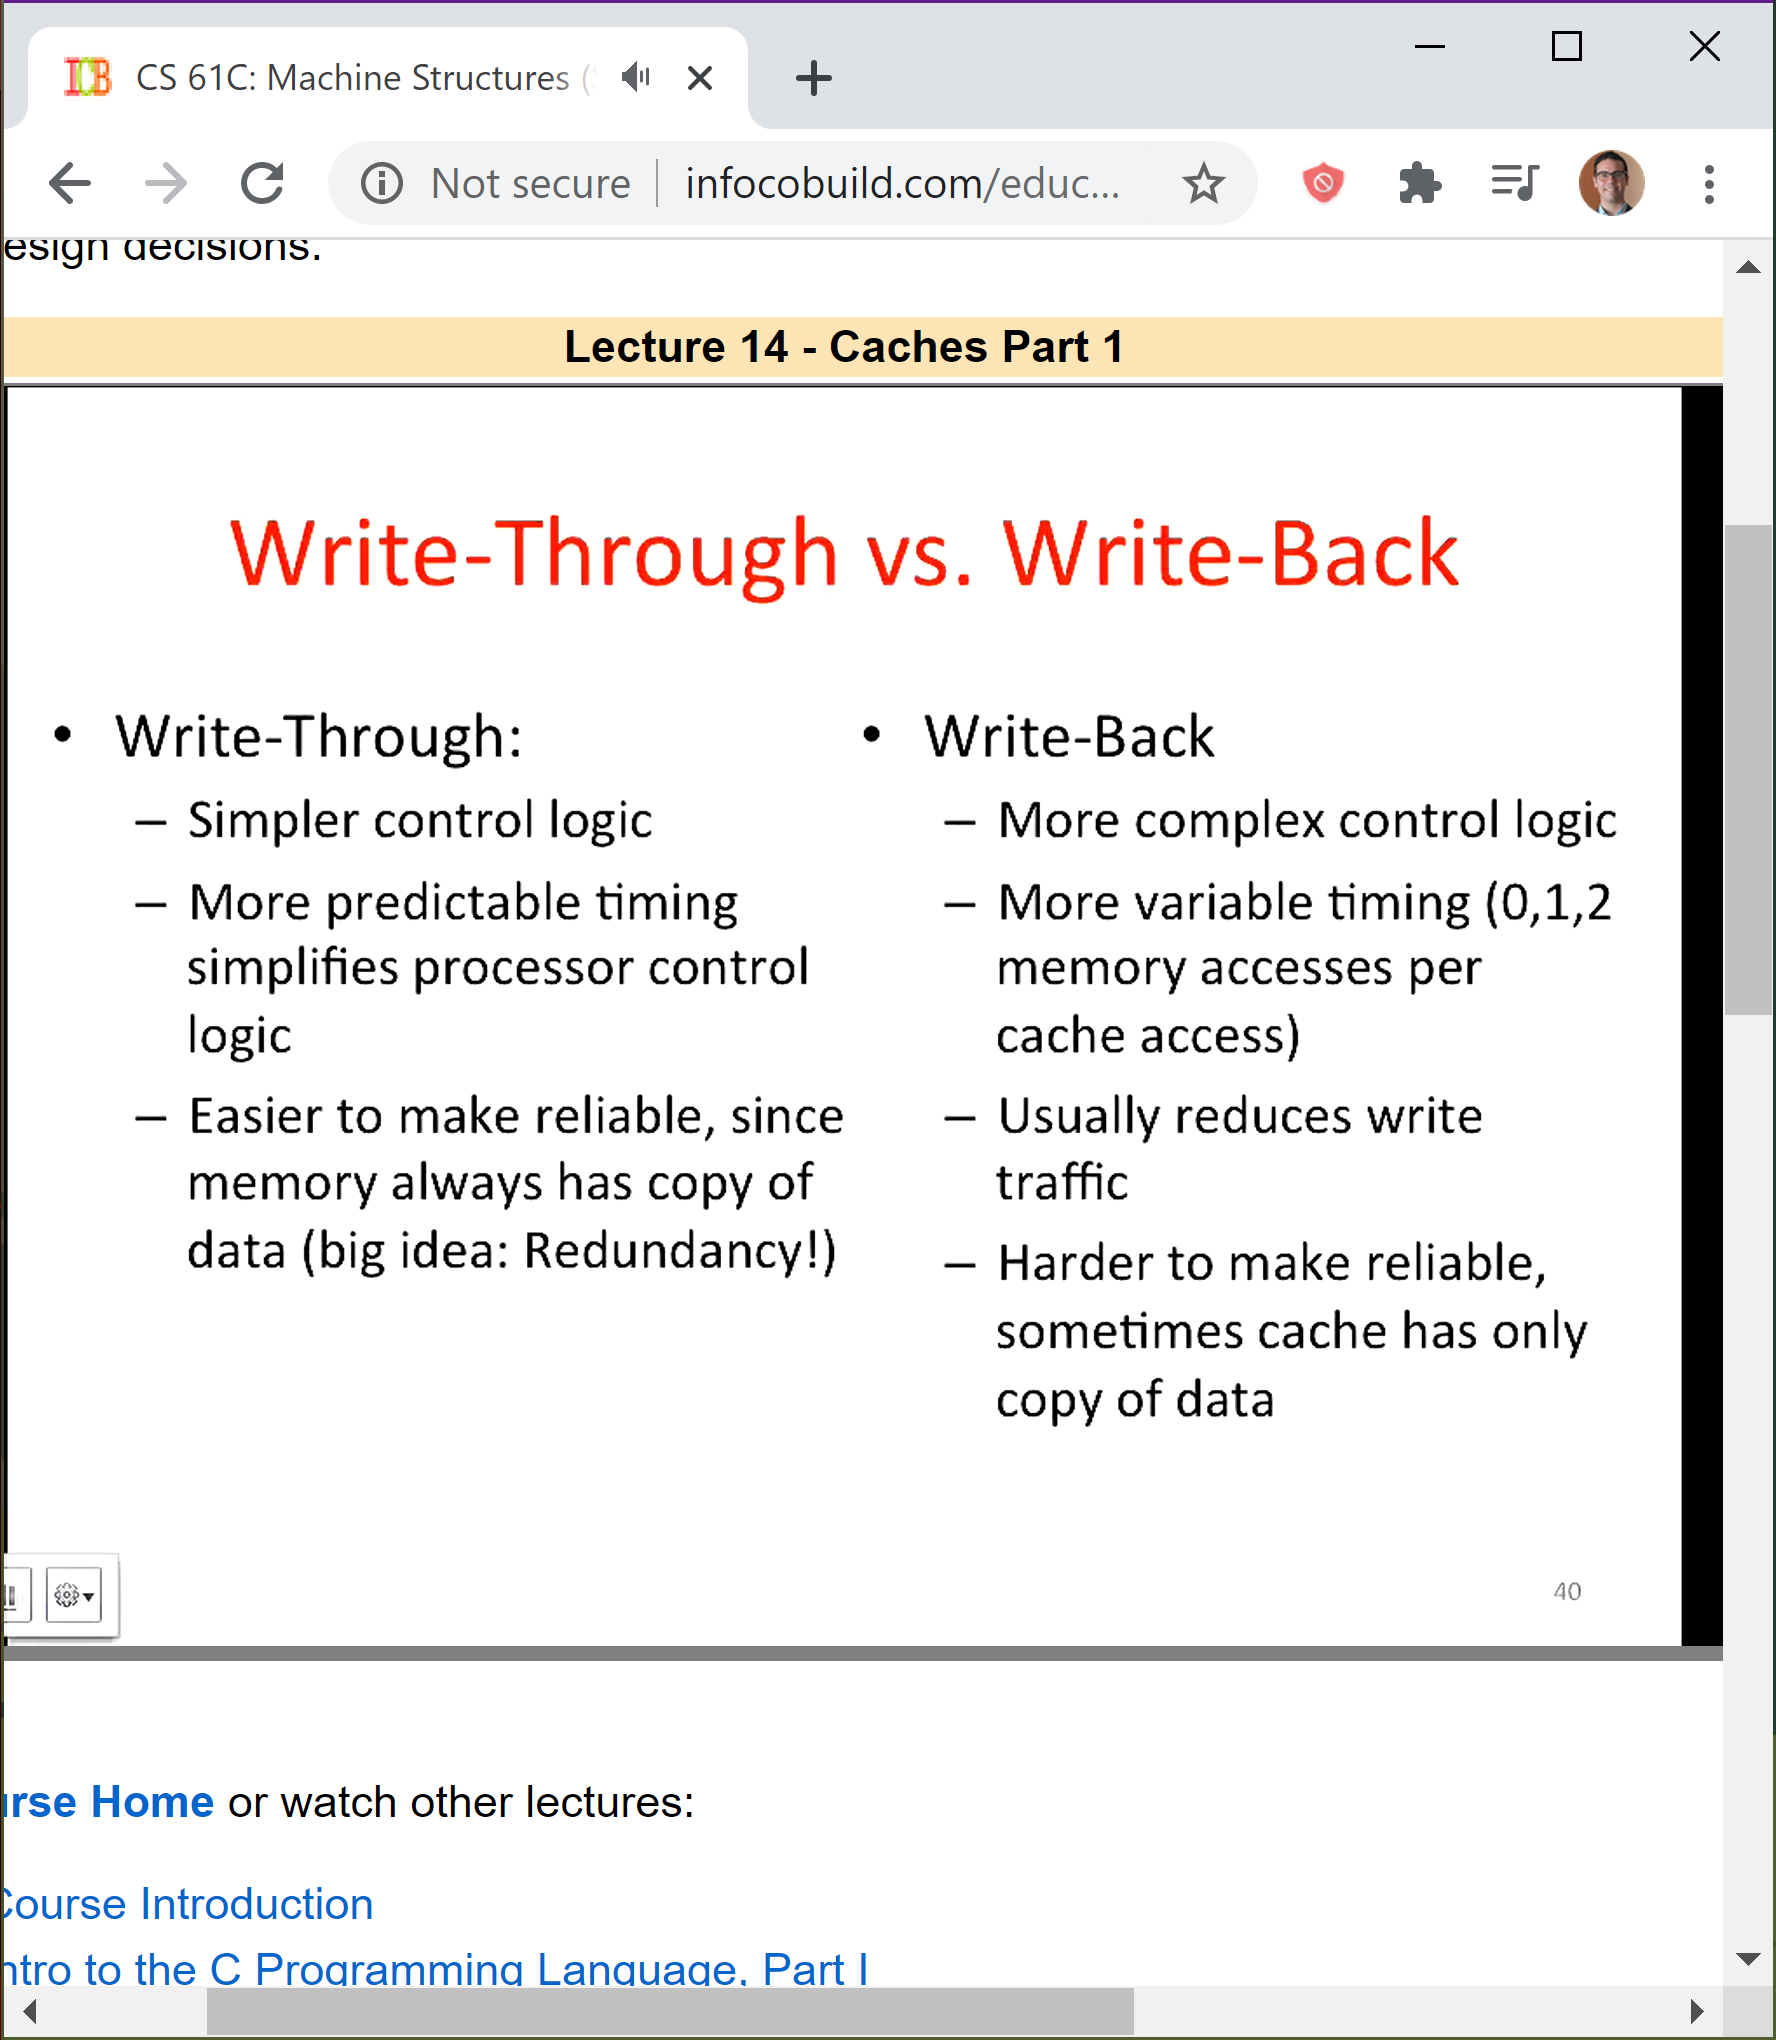 CS 61C: Machine Structures (
Not secure
infocobuild.com/educ...
esign decisions.
Lecture 14 - Caches Part 1
Write-Through vs. Write-Back
• Write-Through:
– Simpler control logic
– More predictable timing
simplifies processor control
logic
– Easier to make reliable, since
memory always has copy of
data (big idea: Redundancy!)
• Write-Back
– More complex control logic
– More variable timing (0,1,2
memory accesses per
cache access)
– Usually reduces write
traffic
– Harder to make reliable,
sometimes cache has only
copy of data
40
urse Home or watch other lectures:
Course Introduction
ntro to the C Programming Language, Part I